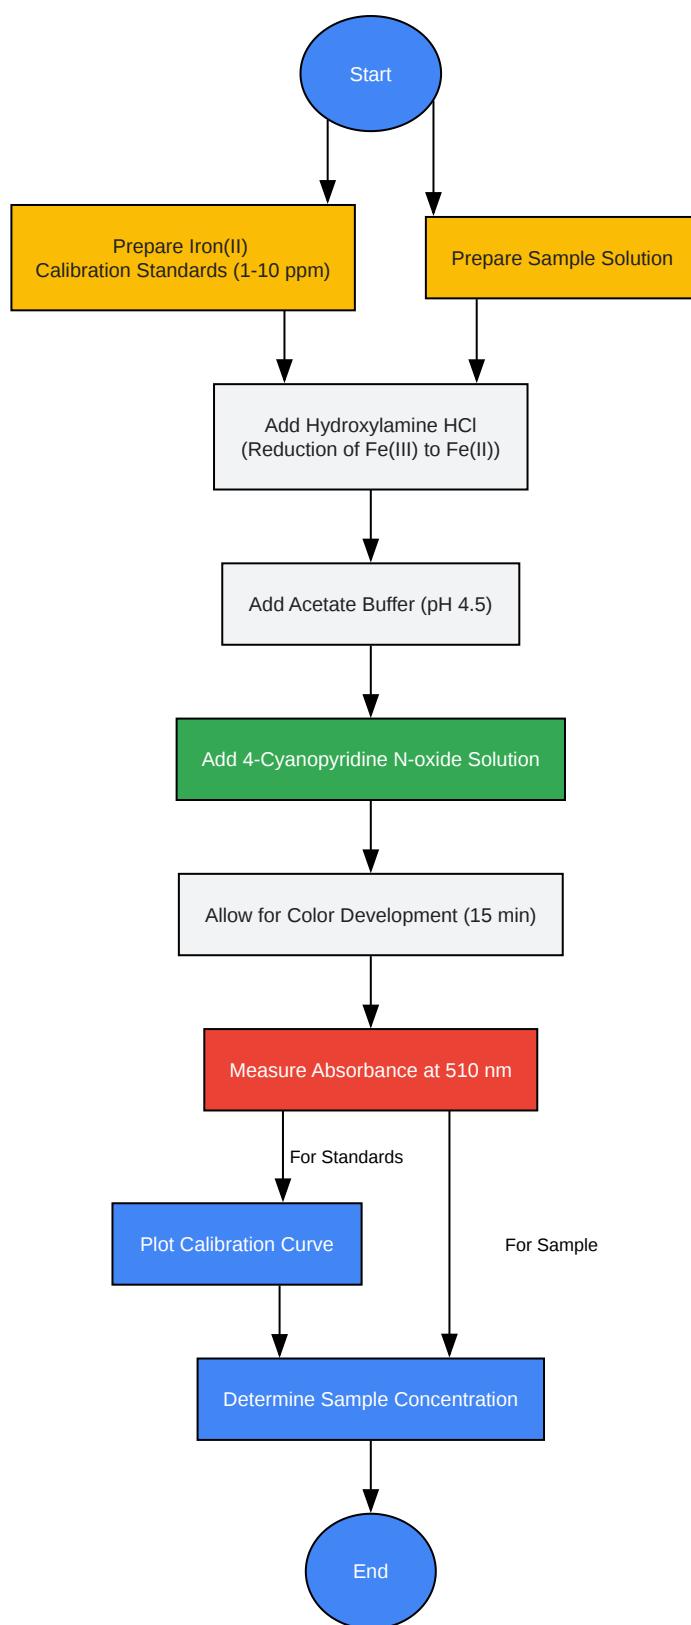 Start
Prepare Iron(II)
Calibration Standards (1-10 ppm)
Prepare Sample Solution
Add Hydroxylamine HCl
(Reduction of Fe(III) to Fe(II))
Add Acetate Buffer (pH 4.5)
Add 4-Cyanopyridine N-oxide Solution
Allow for Color Development (15 min)
Measure Absorbance at 510 nm
For Standards
Plot Calibration Curve
For Sample
Determine Sample Concentration
End